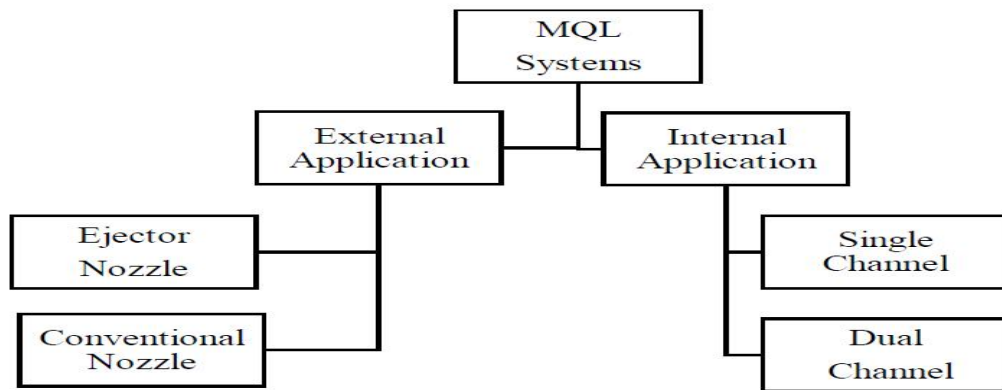 MQL
Systems
External
Application
Internal
Application
Ejector
Nozzle
Conventional
Nozzle
Single
Channel
Dual
Channel